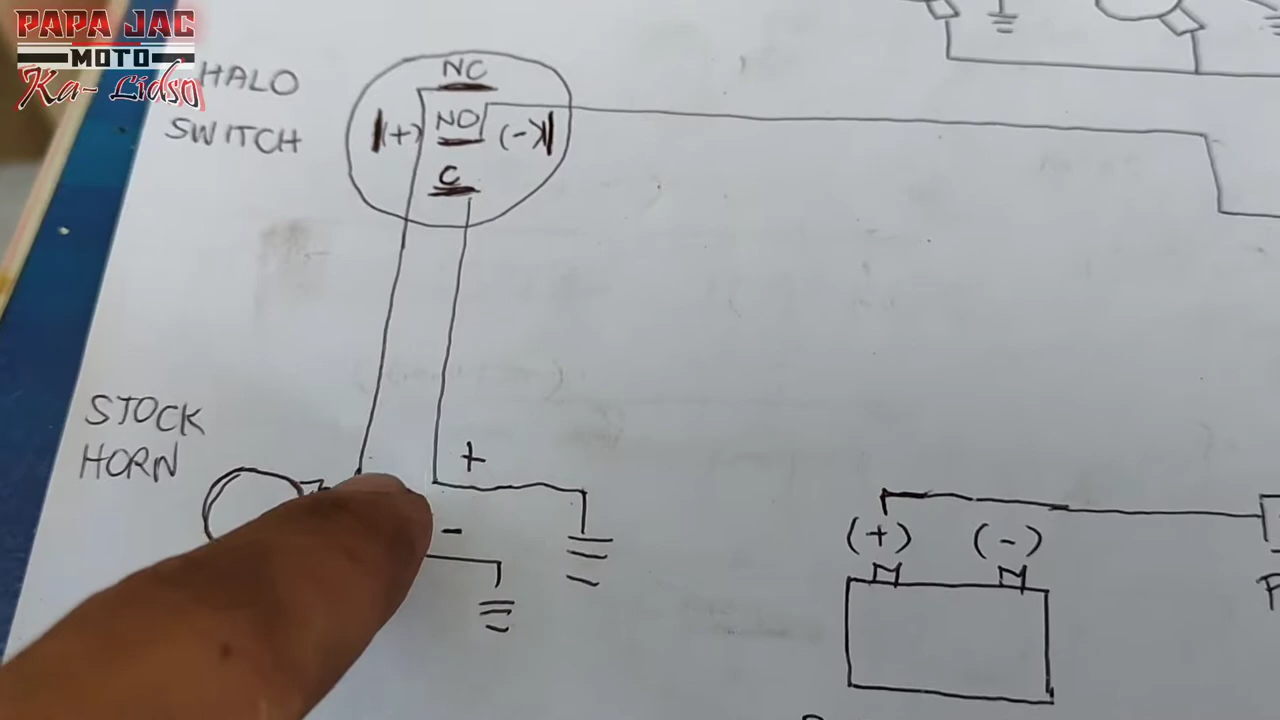 PAPA JAC
MOTO
Ka-Lidso
HALO
SWITCH
NC
(+)
NO
(-)
C
STOCK
HORN
+
-
(+)
(-)